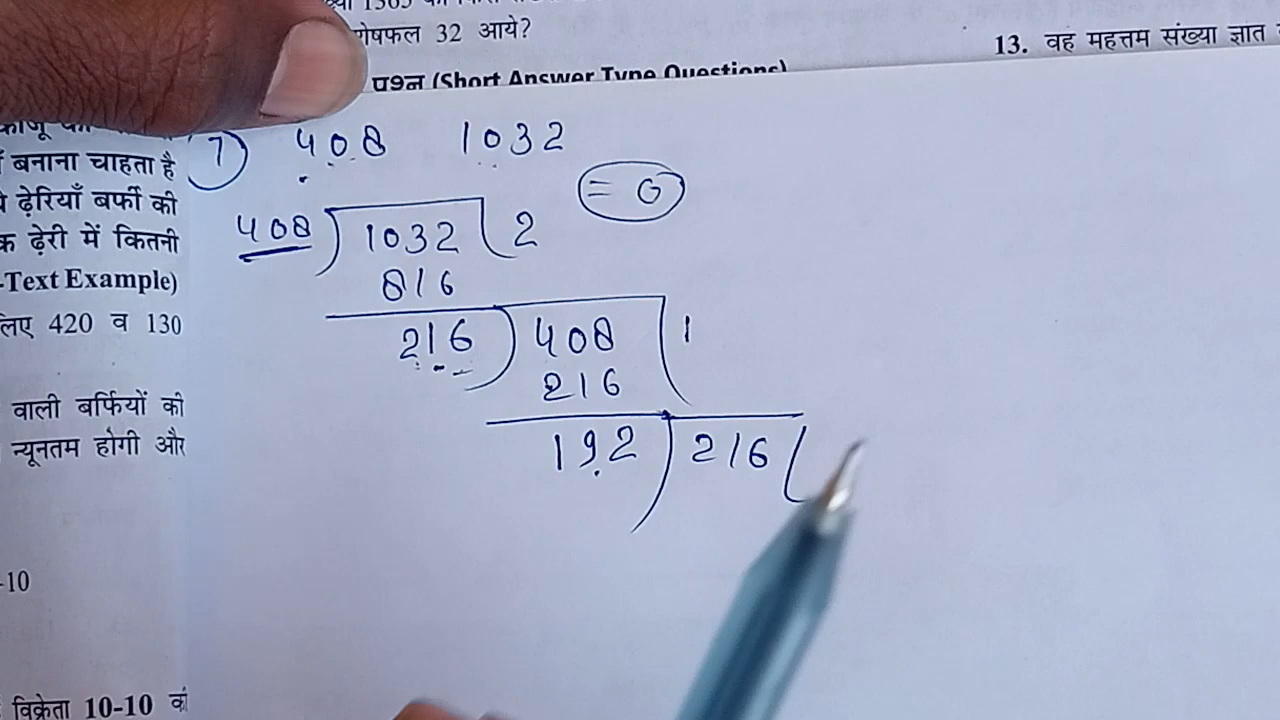 शेषफल 32 आये?
13. वह महत्तम संख्या ज्ञात
प्रश्न (Short Answer Type Questions)
बनाना चाहता है
ढ़ेरियाँ बर्फी की
ढ़ेरी में कितनी
-Text Example)
लिए 420 व 130
वाली बर्फियों की
न्यूनतम होगी और
-10
विक्रेता 10-10 की
7) 408 1032
= 0
408 ) 1032 ( 2
816
216 ) 408 ( 1
216
192 ) 216 (